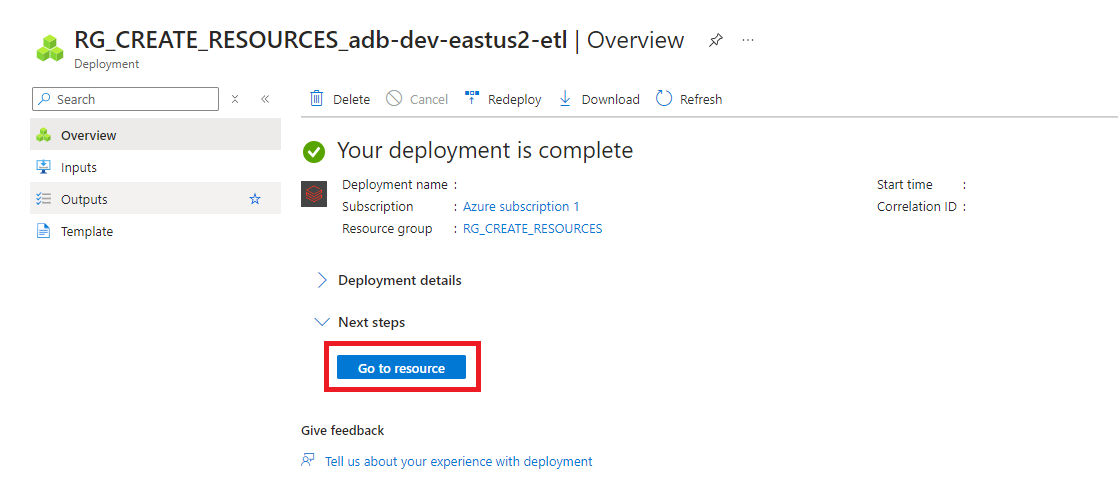 RG_CREATE_RESOURCES_adb-dev-eastus2-etl | Overview
Deployment
Search
Overview
Inputs
Outputs
Template
Delete Cancel Redeploy Download Refresh
Your deployment is complete
Deployment name :
Subscription : Azure subscription 1
Resource group : RG_CREATE_RESOURCES
Start time :
Correlation ID :
Deployment details
Next steps
Go to resource
Give feedback
Tell us about your experience with deployment